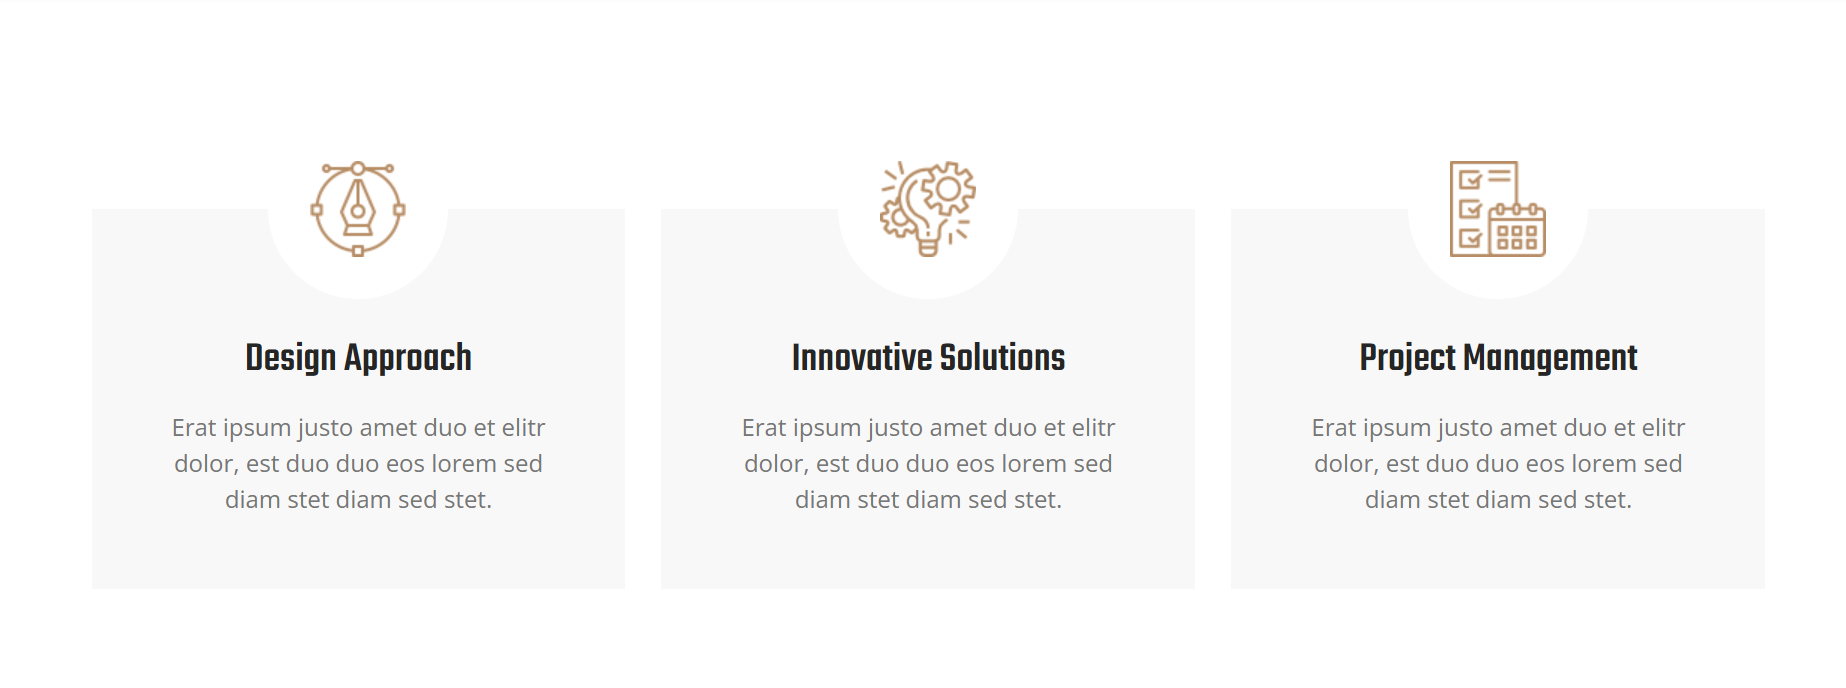 Design Approach
Erat ipsum justo amet duo et elitr
dolor, est duo duo eos lorem sed
diam stet diam sed stet.
Innovative Solutions
Erat ipsum justo amet duo et elitr
dolor, est duo duo eos lorem sed
diam stet diam sed stet.
Project Management
Erat ipsum justo amet duo et elitr
dolor, est duo duo eos lorem sed
diam stet diam sed stet.